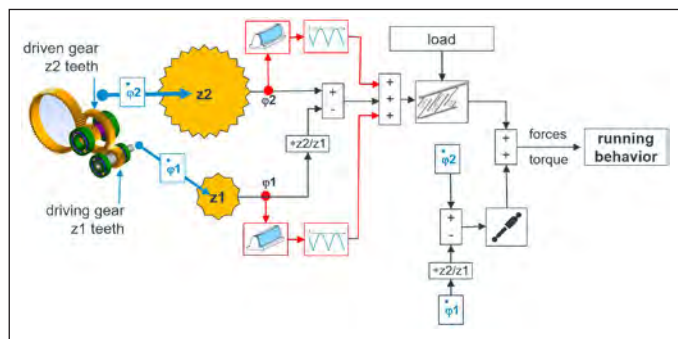 driven gear
z2 teeth
φ2
z2
φ2
load
+
-
+
+
+
*z2/z1
φ1
z1
φ1
driving gear
z1 teeth
+
+
forces
torque
running
behavior
φ2
+
-
*z2/z1
φ1